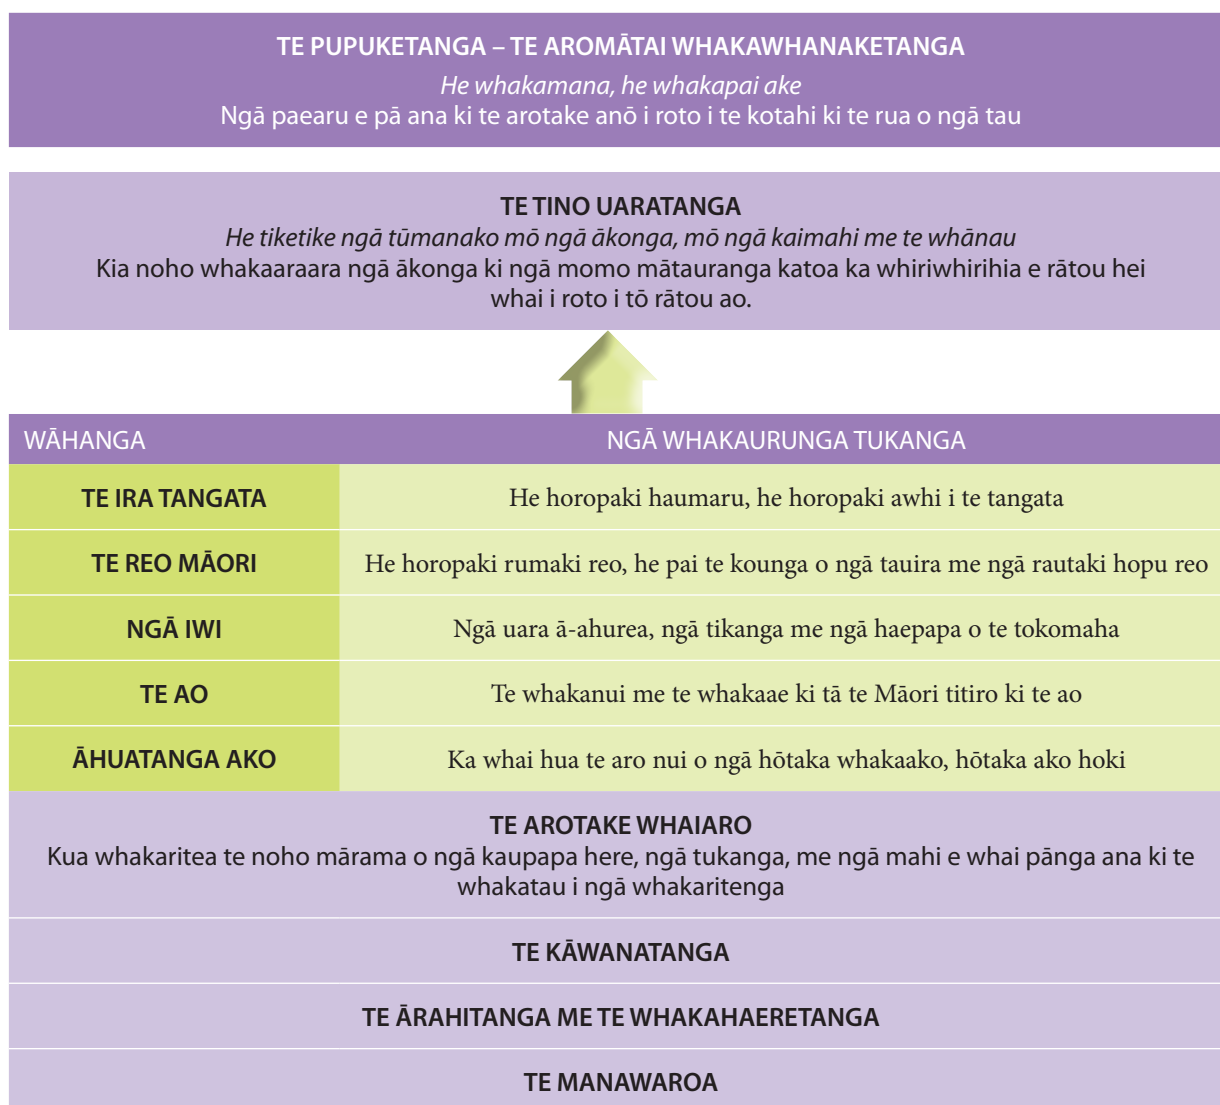 TE PUPUKETANGA – TE AROMĀTAI WHAKAWHANAKETANGA
He whakamana, he whakapai ake
Ngā paearu e pā ana ki te arotake anō i roto i te kotahi ki te rua o ngā tau
TE TINO UARATANGA
He tiketike ngā tūmanako mō ngā ākonga, mō ngā kaimahi me te whānau
Kia noho whakaaraara ngā ākonga ki ngā momo mātauranga katoa ka whiriwhirihia e rātou hei
whai i roto i tō rātou ao.
WĀHANGA NGĀ WHAKAURUNGA TUKANGA
TE IRA TANGATA He horopaki haumaru, he horopaki awhi i te tangata
TE REO MĀORI He horopaki rumaki reo, he pai te kounga o ngā tauira me ngā rautaki hopu reo
NGĀ IWI Ngā uara ā-ahurea, ngā tikanga me ngā haepapa o te tokomaha
TE AO Te whakanui me te whakaae ki tā te Māori titiro ki te ao
ĀHUATANGA AKO Ka whai hua te aro nui o ngā hōtaka whakaako, hōtaka ako hoki
TE AROTAKE WHAIARO
Kua whakaritea te noho mārama o ngā kaupapa here, ngā tukanga, me ngā mahi e whai pānga ana ki te
whakatau i ngā whakaritenga
TE KĀWANATANGA
TE ĀRAHITANGA ME TE WHAKAHAERETANGA
TE MANAWAROA